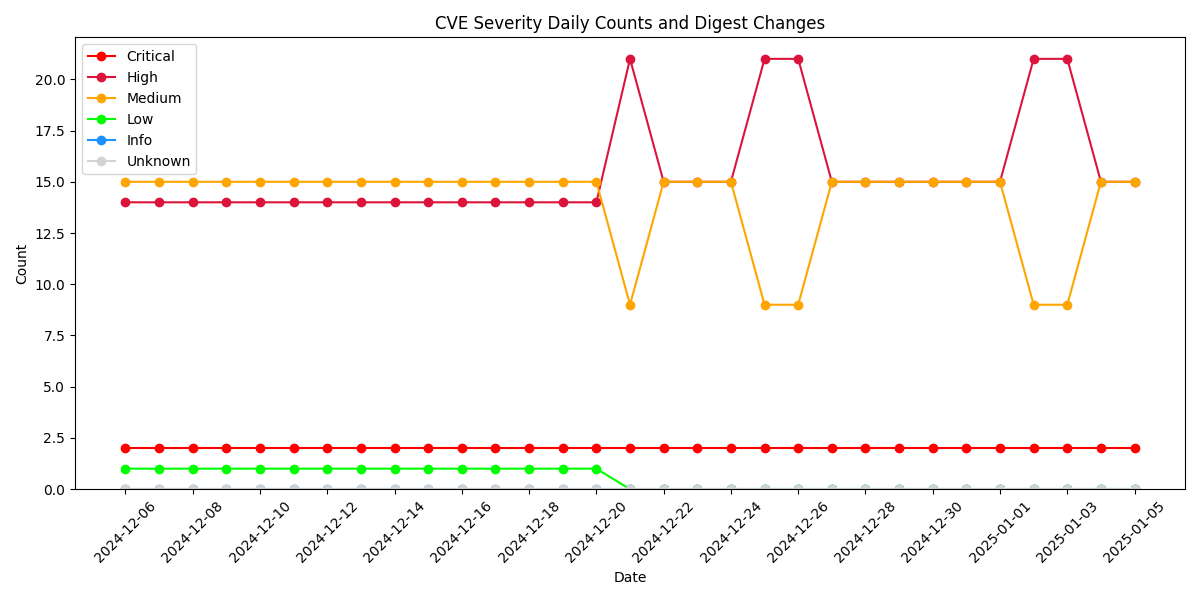 CVE Severity Daily Counts and Digest Changes
Critical
High
Medium
Low
Info
Unknown
Count
20.0
17.5
15.0
12.5
10.0
7.5
5.0
2.5
0.0
2024-12-06
2024-12-08
2024-12-10
2024-12-12
2024-12-14
2024-12-16
2024-12-18
2024-12-20
2024-12-22
2024-12-24
2024-12-26
2024-12-28
2024-12-30
2025-01-01
2025-01-03
2025-01-05
Date